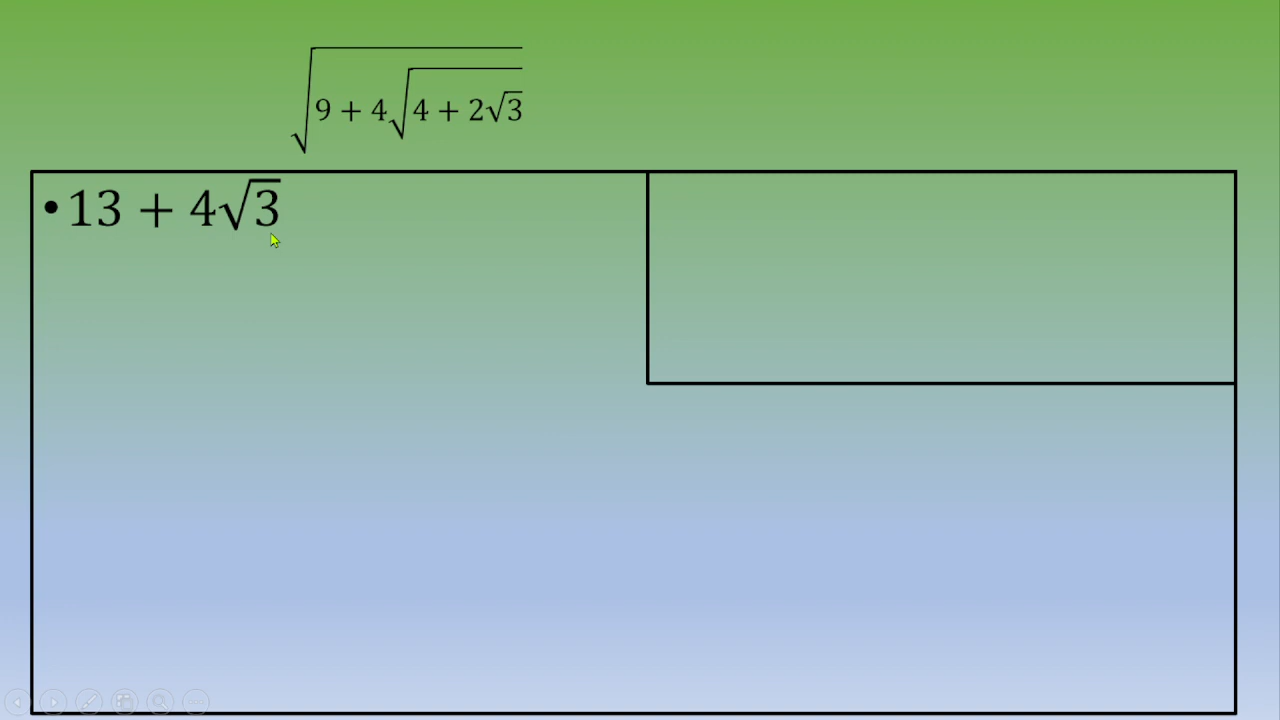 √(9 + 4√(4 + 2√3))
• 13 + 4√3